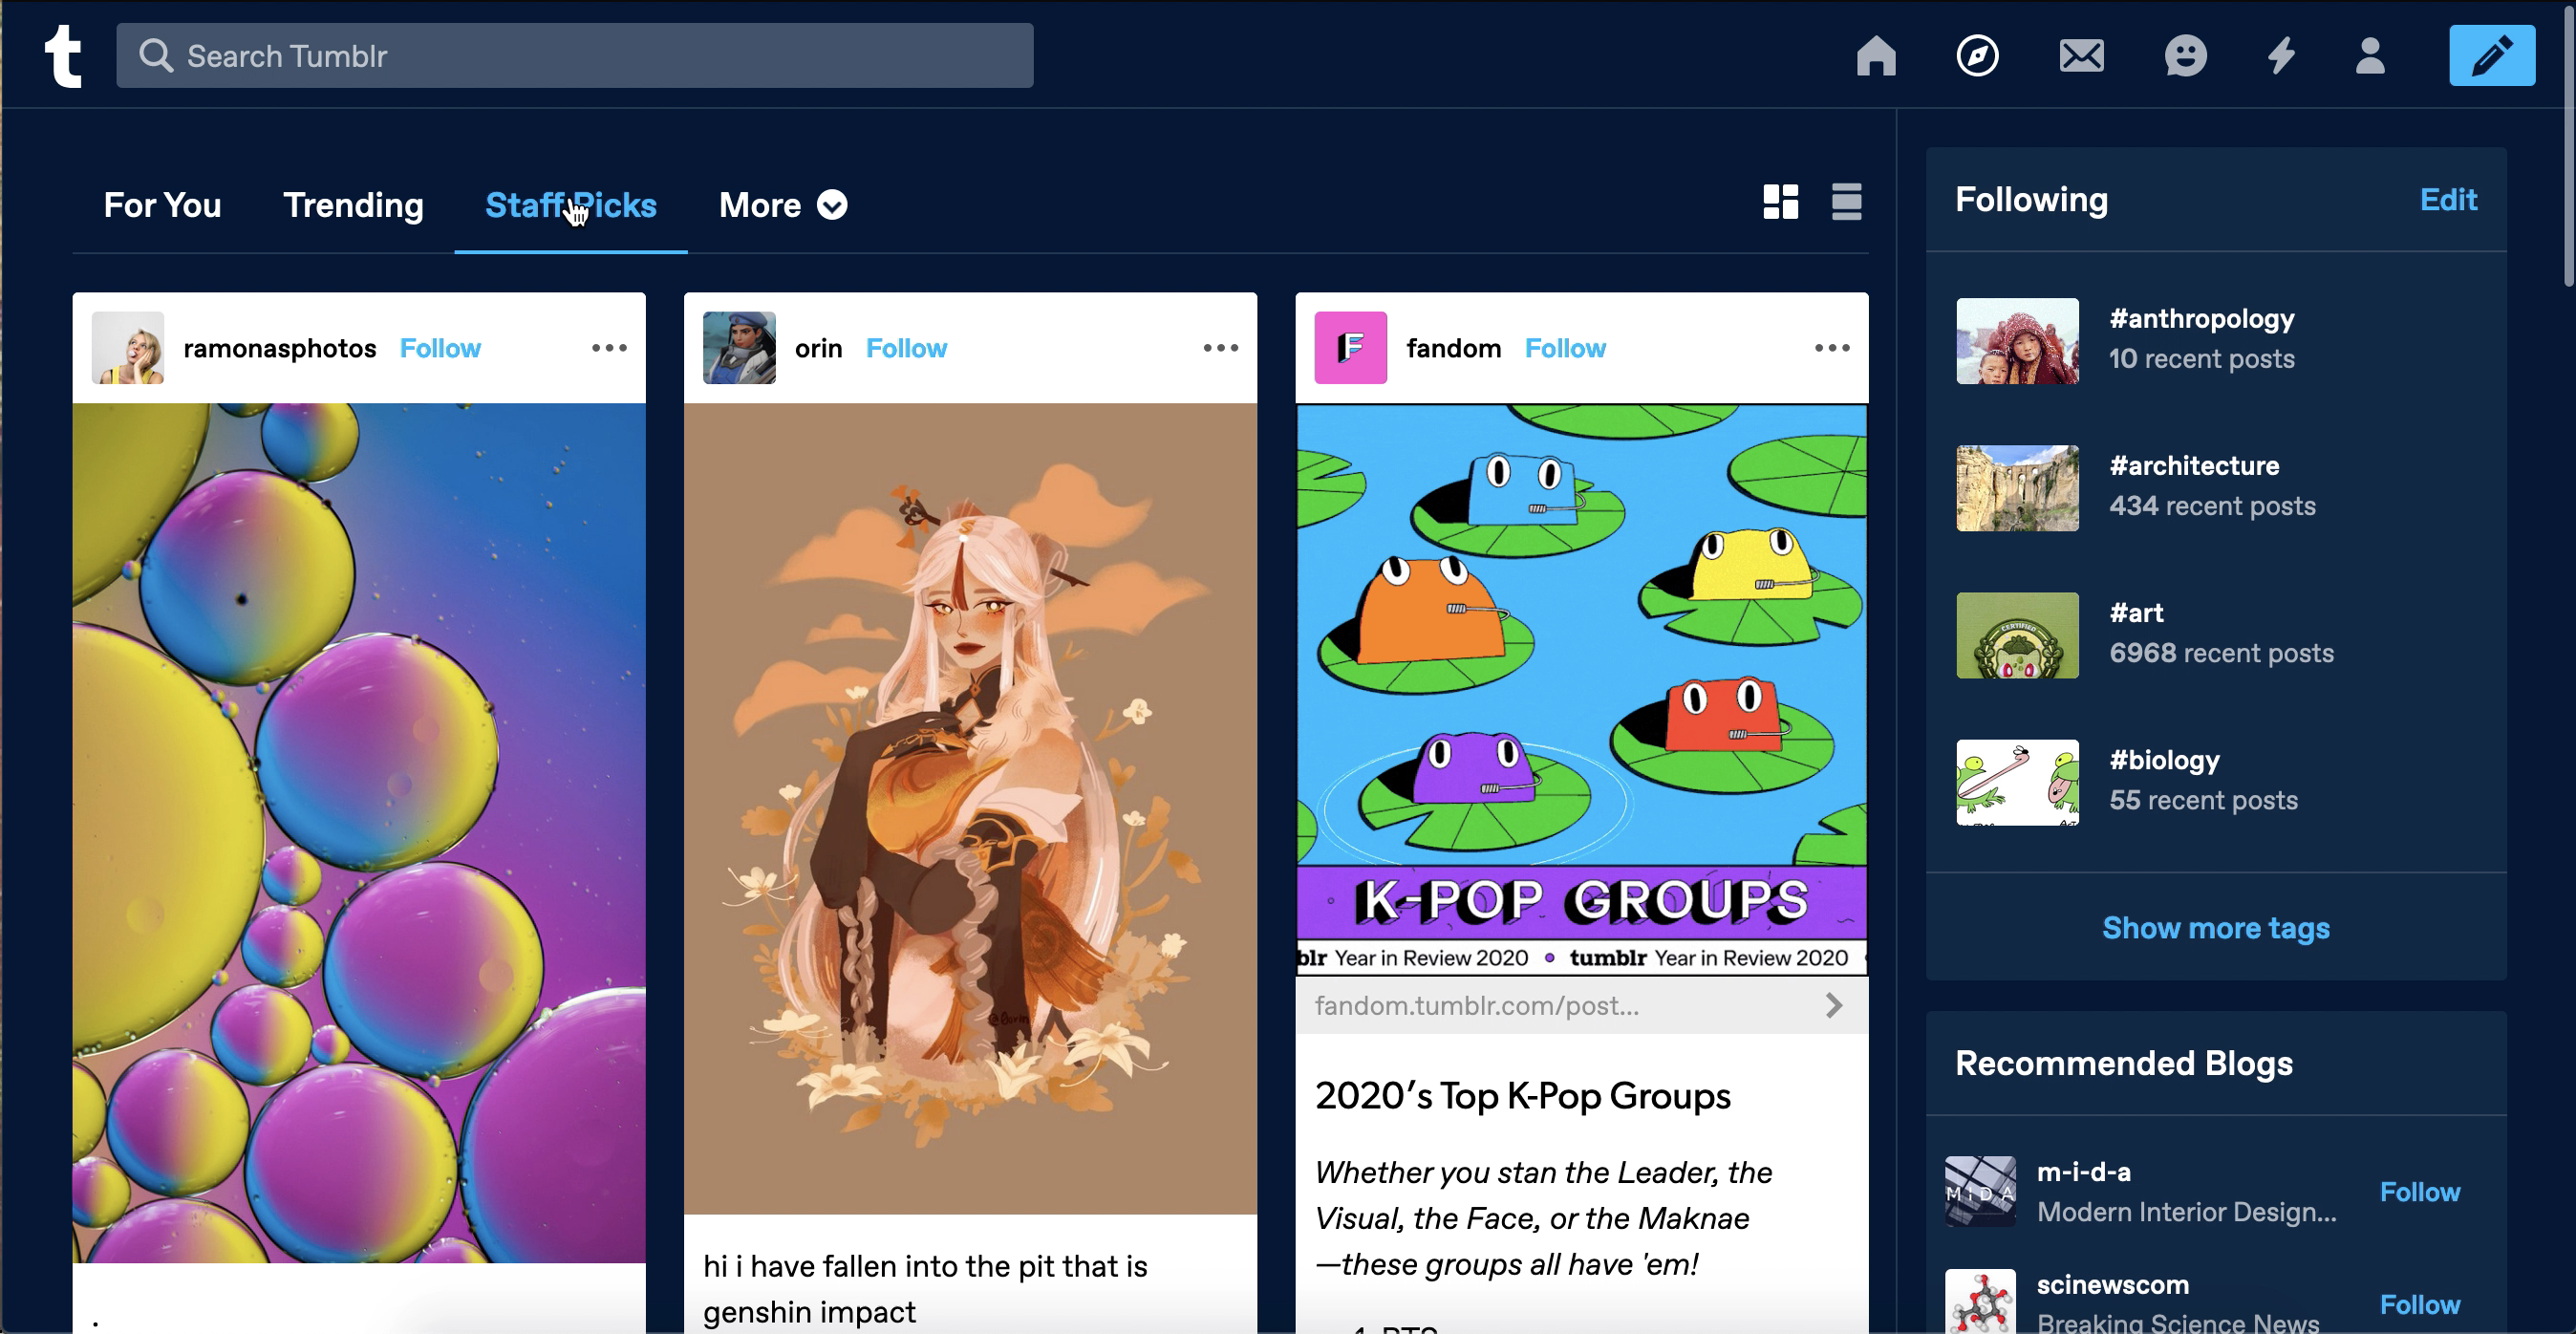 t
Search Tumblr
For You
Trending
Staff Picks
More
ramonasphotos Follow
.
orin Follow
hi i have fallen into the pit that is
genshin impact
F
fandom Follow
K-POP GROUPS
blr Year in Review 2020 • tumblr Year in Review 2020
fandom.tumblr.com/post...
2020’s Top K-Pop Groups
Whether you stan the Leader, the
Visual, the Face, or the Maknae
—these groups all have 'em!
1. BTS
Following
Edit
#anthropology
10 recent posts
#architecture
434 recent posts
#art
CERTIFIED
6968 recent posts
#biology
55 recent posts
Show more tags
Recommended Blogs
MiDA
m-i-d-a
Modern Interior Design...
Follow
scinewscom
Breaking Science News
Follow